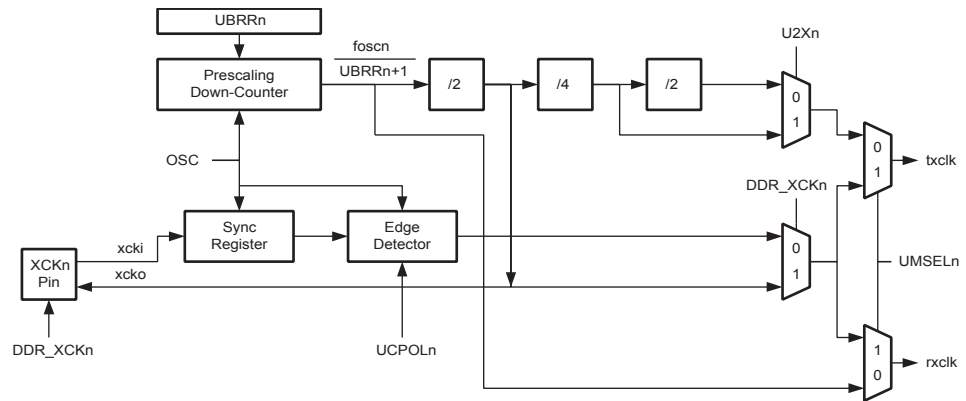 UBRRn
foscn
UBRRn+1
U2Xn
Prescaling
Down-Counter
/2
/4
/2
0
1
OSC
0
1
txclk
DDR_XCKn
Sync
Register
Edge
Detector
xcki
xcko
XCKn
Pin
0
1
UMSELn
DDR_XCKn
UCPOLn
1
0
rxclk